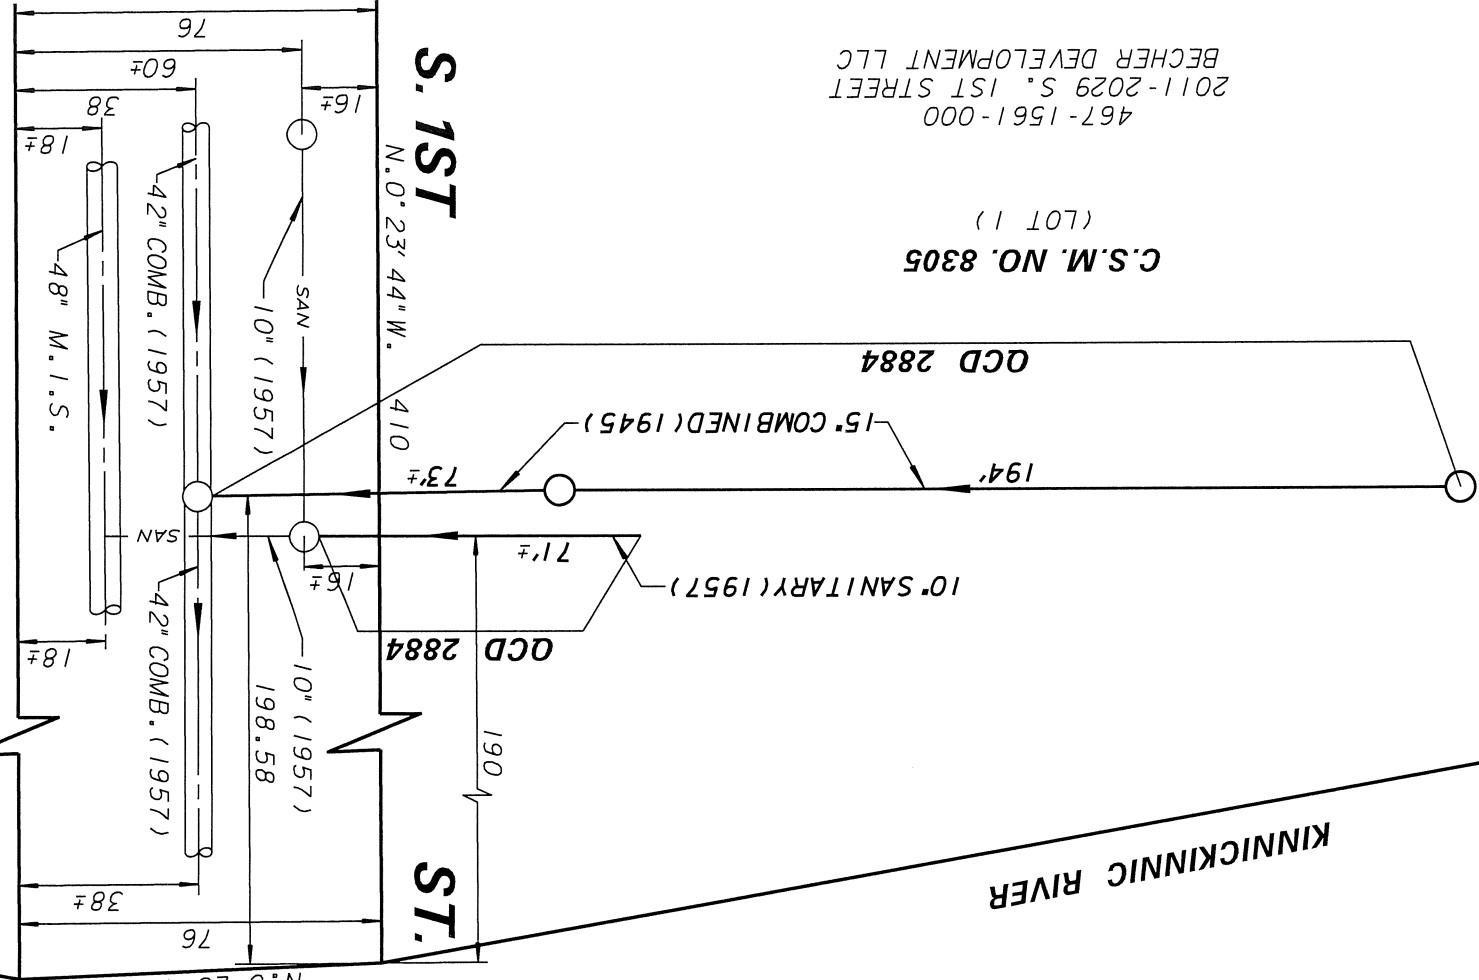 BECHER DEVELOPMENT LLC
2011-2029 S. 1ST STREET
467-1561-000
(LOT 1)
C.S.M. NO. 8305
QCD 2884
15" COMBINED(1945)
194'
73'±
71'±
10" SANITARY(1957)
QCD 2884
KINNICKINNIC RIVER
S. 1ST
ST.
N.0°23'44"W.
410
76
60±
16±
38
18±
42" COMB.(1957)
48" M.I.S.
10"(1957)
SAN
SAN
16±
18±
42" COMB.(1957)
10"(1957)
198.58
190
38±
76